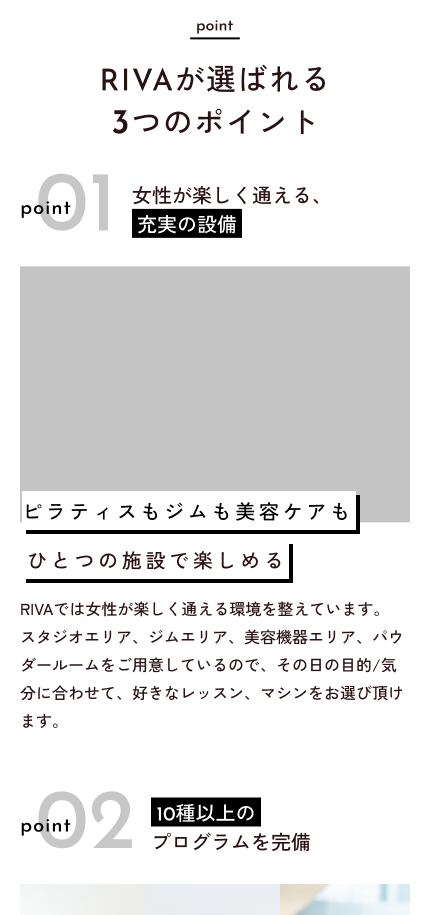 point
RIVAが選ばれる
3つのポイント
point 01
女性が楽しく通える、
充実の設備
ピラティスもジムも美容ケアも
ひとつの施設で楽しめる
RIVAでは女性が楽しく通える環境を整えています。
スタジオエリア、ジムエリア、美容機器エリア、パウ
ダールームをご用意しているので、その日の目的/気
分に合わせて、好きなレッスン、マシンをお選び頂け
ます。
point 02
10種以上の
プログラムを完備